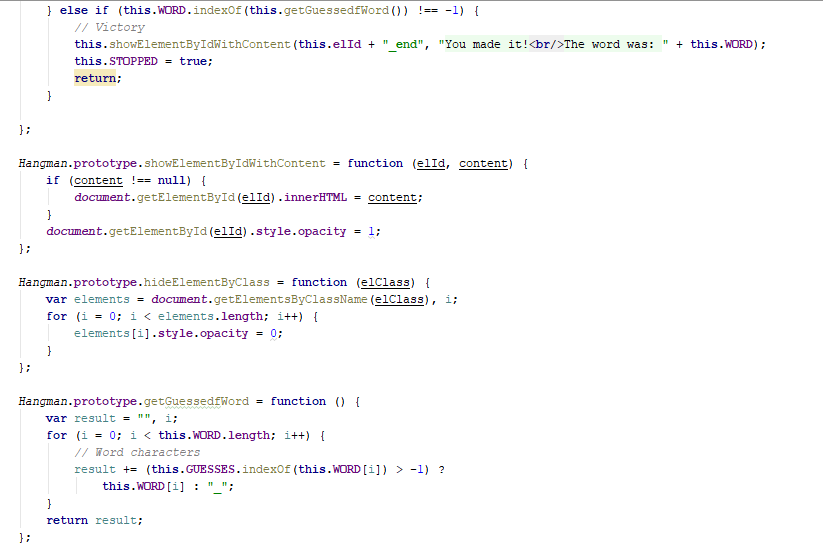 } else if (this.WORD.indexOf(this.getGuessedfWord()) !== -1) {
// Victory
this.showElementByIdWithContent(this.elId + "_end", "You made it!<br/>The word was: " + this.WORD);
this.STOPPED = true;
return;
}
};
Hangman.prototype.showElementByIdWithContent = function (elId, content) {
if (content !== null) {
document.getElementById(elId).innerHTML = content;
}
document.getElementById(elId).style.opacity = 1;
};
Hangman.prototype.hideElementByClass = function (elClass) {
var elements = document.getElementsByClassName(elClass), i;
for (i = 0; i < elements.length; i++) {
elements[i].style.opacity = 0;
}
};
Hangman.prototype.getGuessedfWord = function () {
var result = "", i;
for (i = 0; i < this.WORD.length; i++) {
// Word characters
result += (this.GUESSES.indexOf(this.WORD[i]) > -1) ?
this.WORD[i] : "_";
}
return result;
};